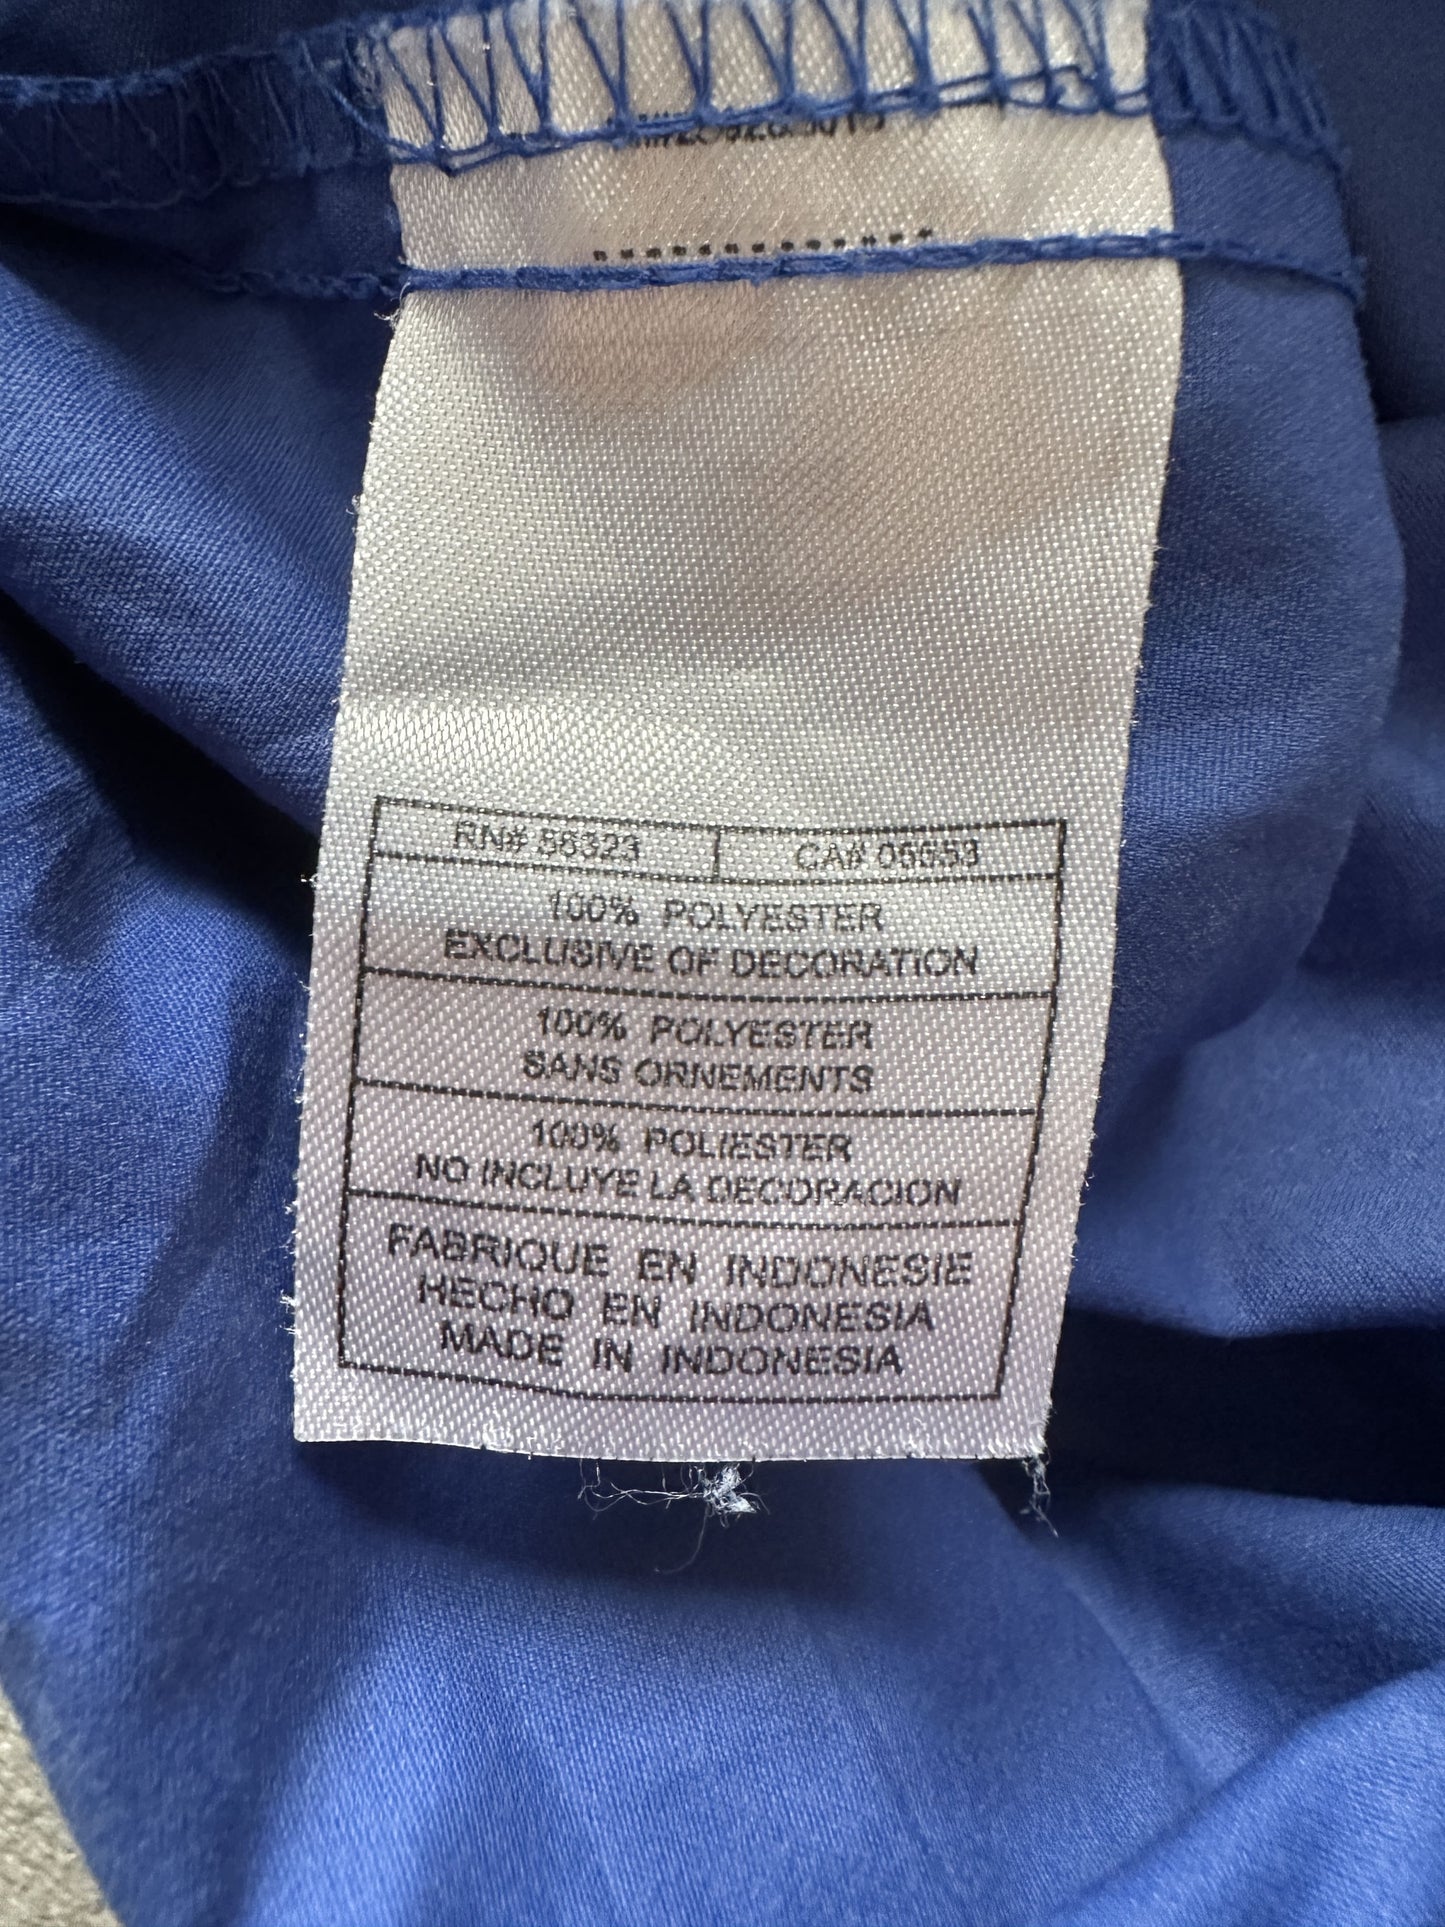 RN# 56323 CA# 05553
100% POLYESTER
EXCLUSIVE OF DECORATION
100% POLYESTER
SANS ORNEMENTS
100% POLIESTER
NO INCLUYE LA DECORACION
FABRIQUE EN INDONESIE
HECHO EN INDONESIA
MADE IN INDONESIA